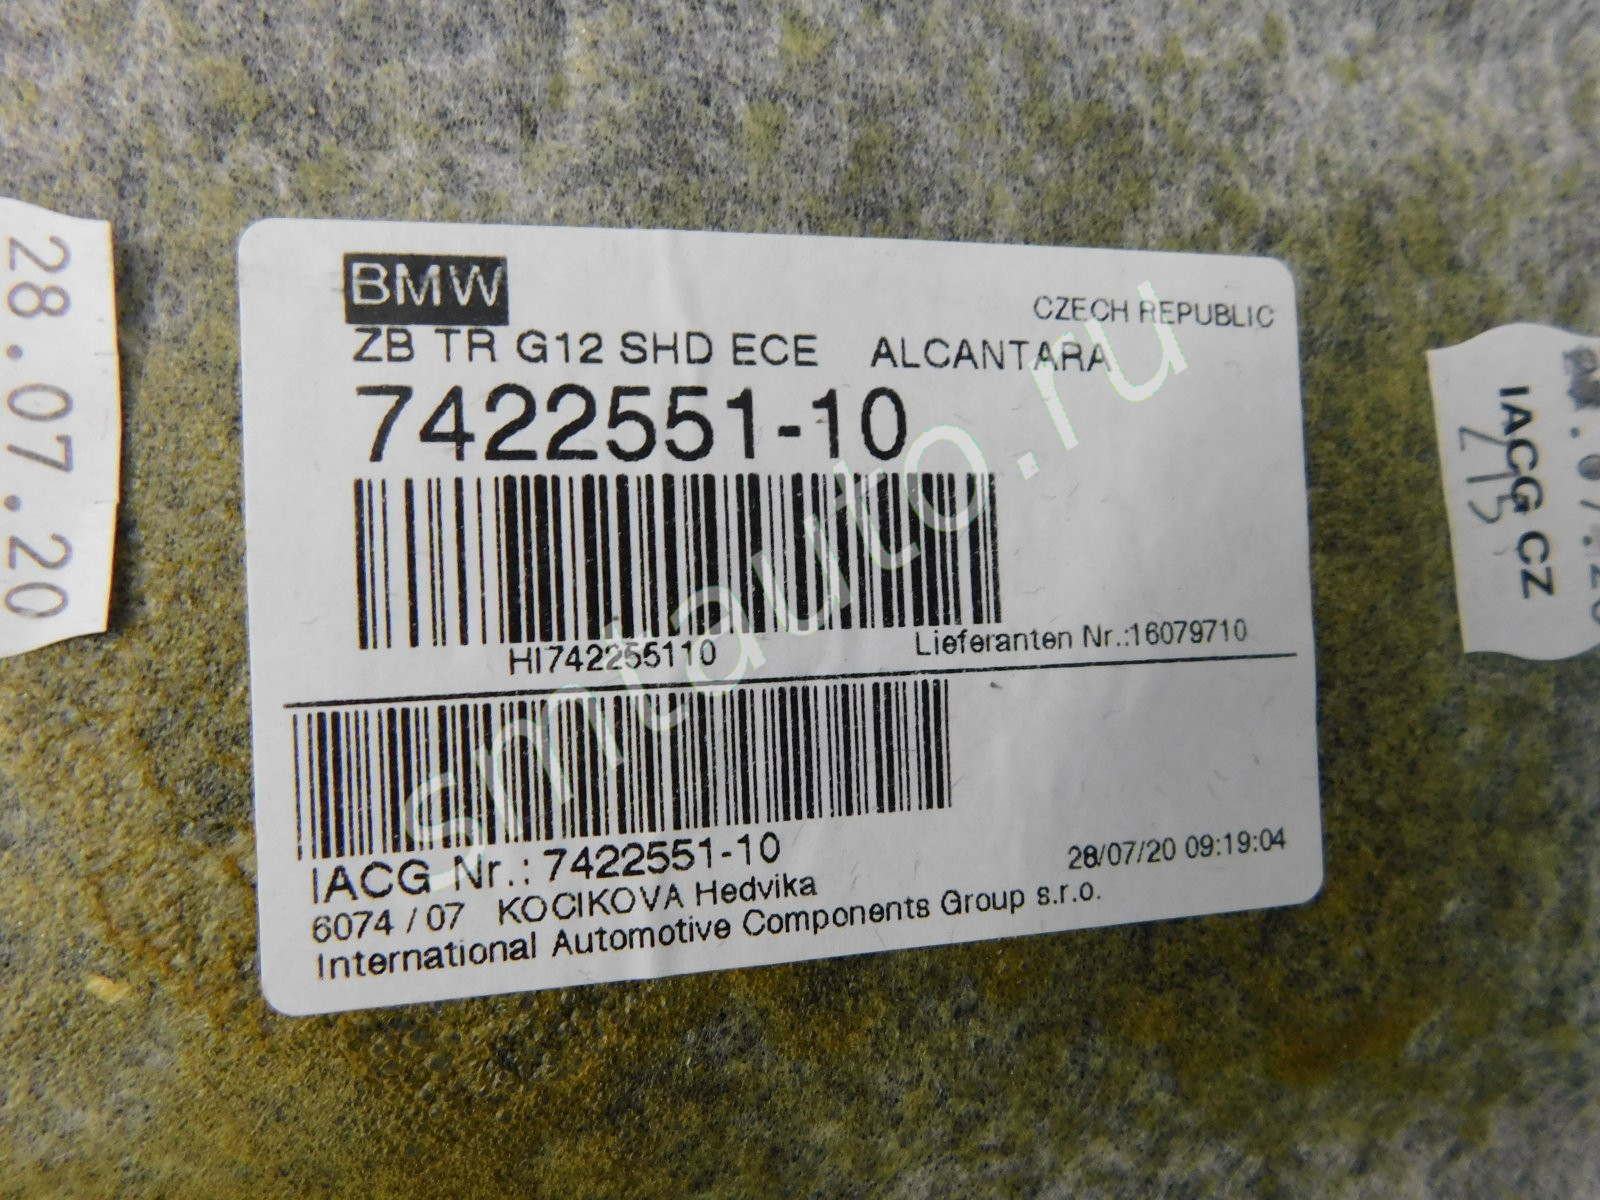 BMW
CZECH REPUBLIC
ZB TR G12 SHD ECE ALCANTARA
7422551-10
HI742255110
Lieferanten Nr.:16079710
IACG Nr.: 7422551-10
28/07/20 09:19:04
6074 / 07 KOCIKOVA Hedvika
International Automotive Components Group s.r.o.
28.07.20
IACG CZ
smtauto.ru